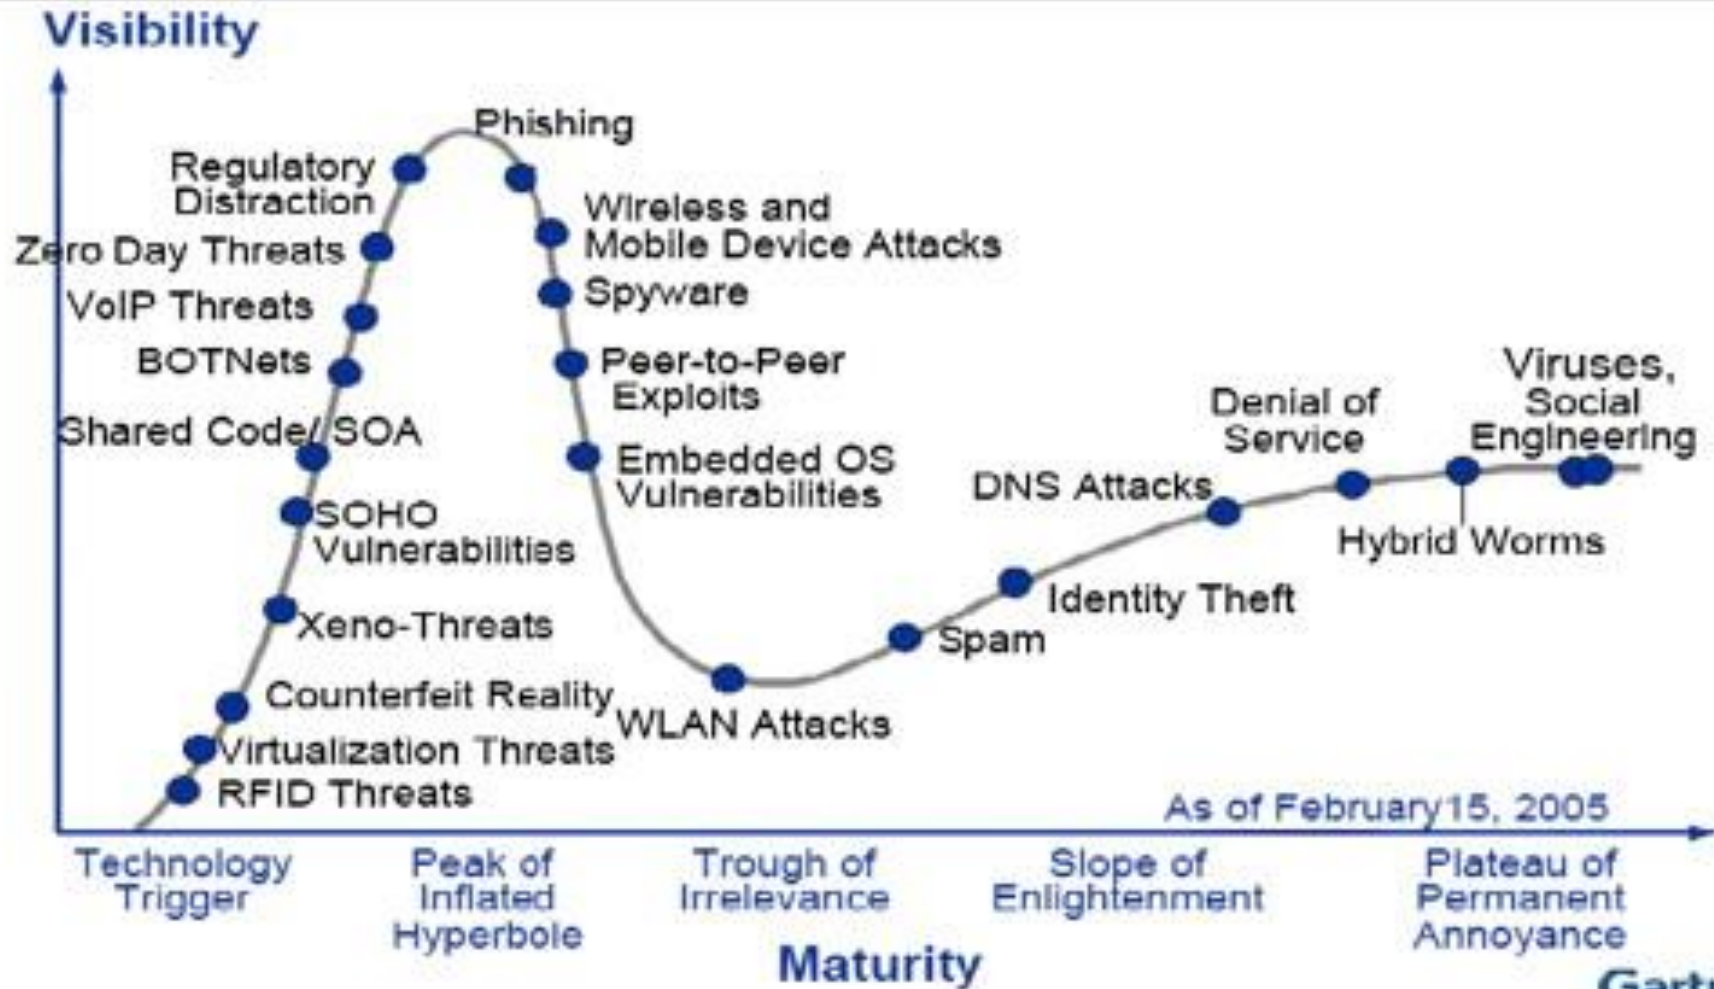 Visibility
Phishing
Regulatory
Distraction
Wireless and
Mobile Device Attacks
Zero Day Threats
Spyware
VoIP Threats
BOTNets
Peer-to-Peer
Exploits
Viruses,
Social
Engineering
Denial of
Service
Shared Code/ SOA
Embedded OS
Vulnerabilities
DNS Attacks
SOHO
Vulnerabilities
Hybrid Worms
Identity Theft
Xeno-Threats
Spam
Counterfeit Reality
WLAN Attacks
Virtualization Threats
RFID Threats
As of February 15, 2005
Technology
Trigger
Peak of
Inflated
Hyperbole
Trough of
Irrelevance
Slope of
Enlightenment
Plateau of
Permanent
Annoyance
Maturity